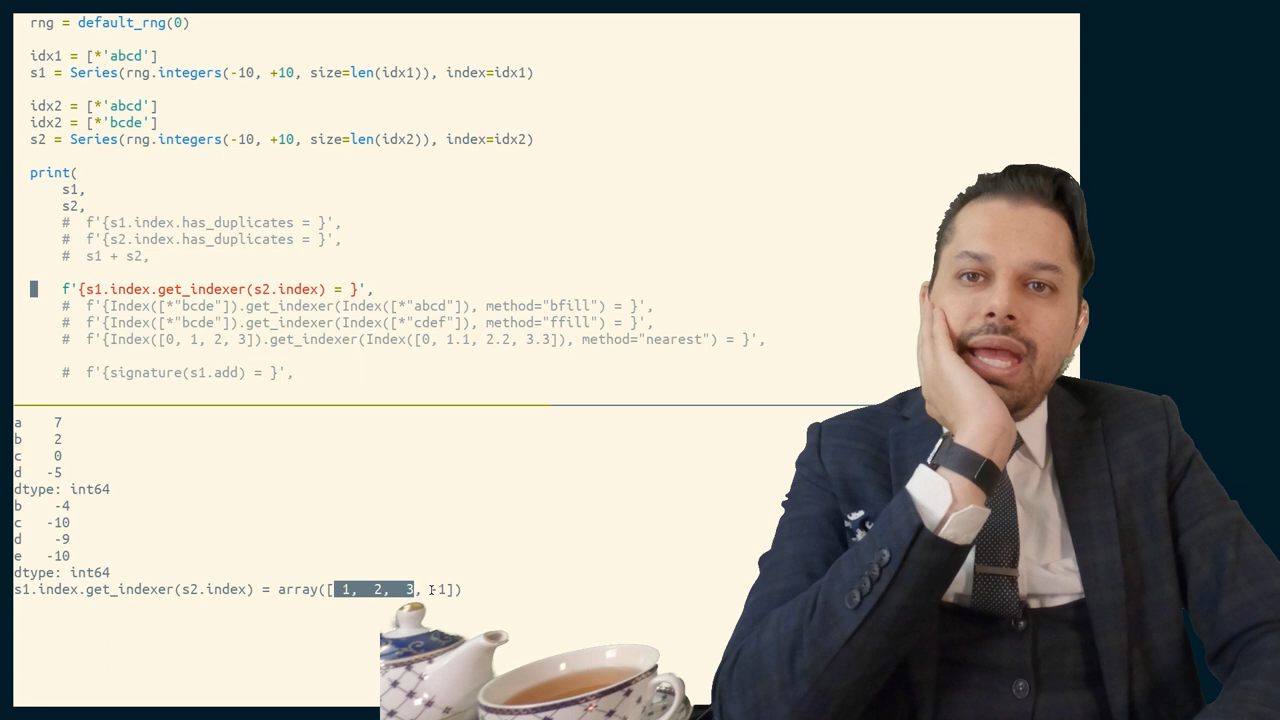 rng = default_rng(0)
idx1 = [*'abcd']
s1 = Series(rng.integers(-10, +10, size=len(idx1)), index=idx1)
idx2 = [*'abcd']
idx2 = [*'bcde']
s2 = Series(rng.integers(-10, +10, size=len(idx2)), index=idx2)
print(
s1,
s2,
# f'{s1.index.has_duplicates = }',
# f'{s2.index.has_duplicates = }',
# s1 + s2,
f'{s1.index.get_indexer(s2.index) = }',
# f'{Index([*"bcde"]).get_indexer(Index([*"abcd"]), method="bfill") = }',
# f'{Index([*"bcde"]).get_indexer(Index([*"cdef"]), method="ffill") = }',
# f'{Index([0, 1, 2, 3]).get_indexer(Index([0, 1.1, 2.2, 3.3]), method="nearest") = }',
# f'{signature(s1.add) = }',
a 7
b 2
c 0
d -5
dtype: int64
b -4
c -10
d -9
e -10
dtype: int64
s1.index.get_indexer(s2.index) = array([ 1, 2, 3, -1])